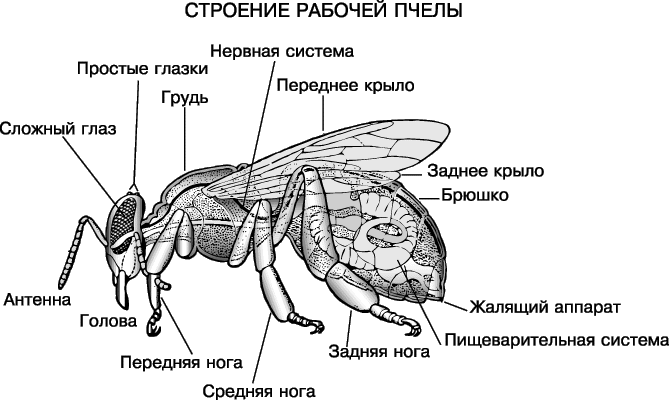 СТРОЕНИЕ РАБОЧЕЙ ПЧЕЛЫ
Нервная система
Простые глазки
Переднее крыло
Грудь
Сложный глаз
Заднее крыло
Брюшко
Антенна
Жалящий аппарат
Голова
Пищеварительная система
Задняя нога
Передняя нога
Средняя нога